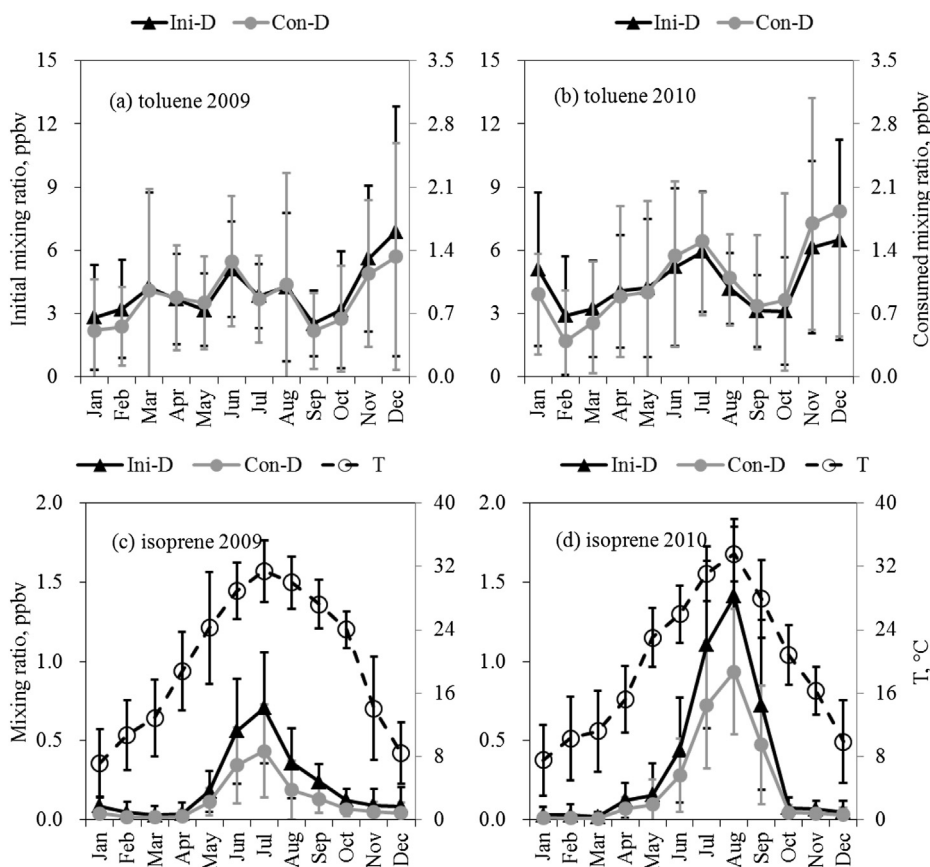 Ini-D Con-D
Ini-D Con-D
(a) toluene 2009
(b) toluene 2010
Initial mixing ratio, ppbv
15
12
9
6
3
0
3.5
2.8
2.1
1.4
0.7
0.0
15
12
9
6
3
0
3.5
2.8
2.1
1.4
0.7
0.0
Consumed mixing ratio, ppbv
Jan Feb Mar Apr May Jun Jul Aug Sep Oct Nov Dec
Jan Feb Mar Apr May Jun Jul Aug Sep Oct Nov Dec
Ini-D Con-D T
Ini-D Con-D T
(c) isoprene 2009
(d) isoprene 2010
Mixing ratio, ppbv
2.0
1.5
1.0
0.5
0.0
40
32
24
16
8
0
2.0
1.5
1.0
0.5
0.0
40
32
24
16
8
0
T, °C
Jan Feb Mar Apr May Jun Jul Aug Sep Oct Nov Dec
Jan Feb Mar Apr May Jun Jul Aug Sep Oct Nov Dec